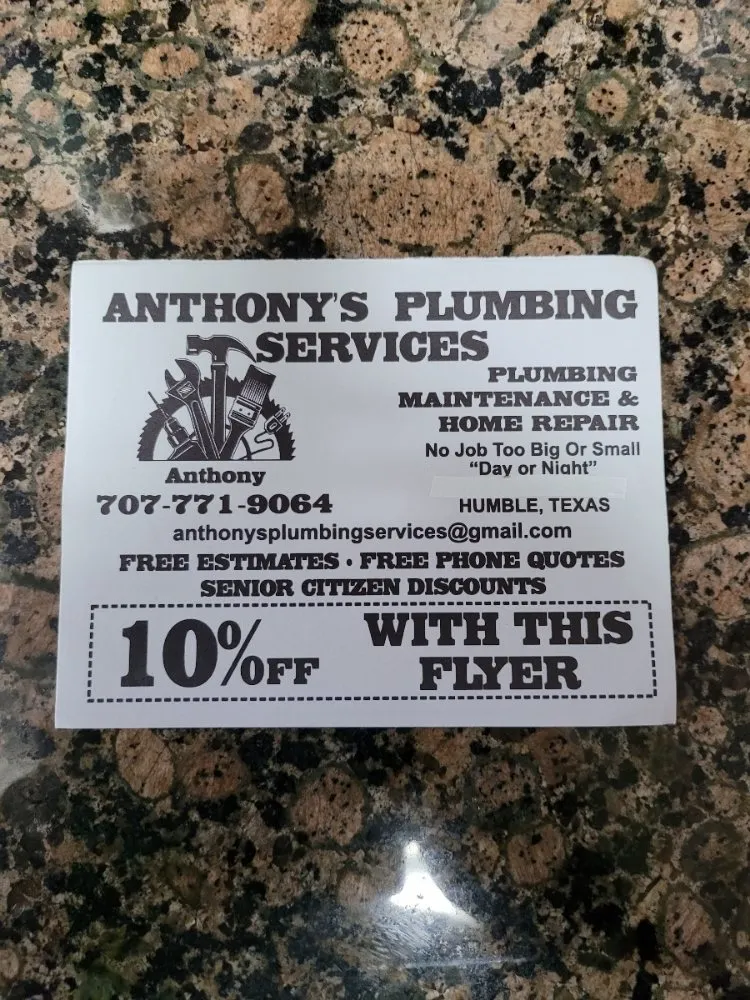 ANTHONY'S PLUMBING
SERVICES
PLUMBING
MAINTENANCE &
HOME REPAIR
No Job Too Big Or Small
"Day or Night"
HUMBLE, TEXAS
Anthony
707-771-9064
anthonysplumbingservices@gmail.com
FREE ESTIMATES • FREE PHONE QUOTES
SENIOR CITIZEN DISCOUNTS
10% OFF
WITH THIS
FLYER